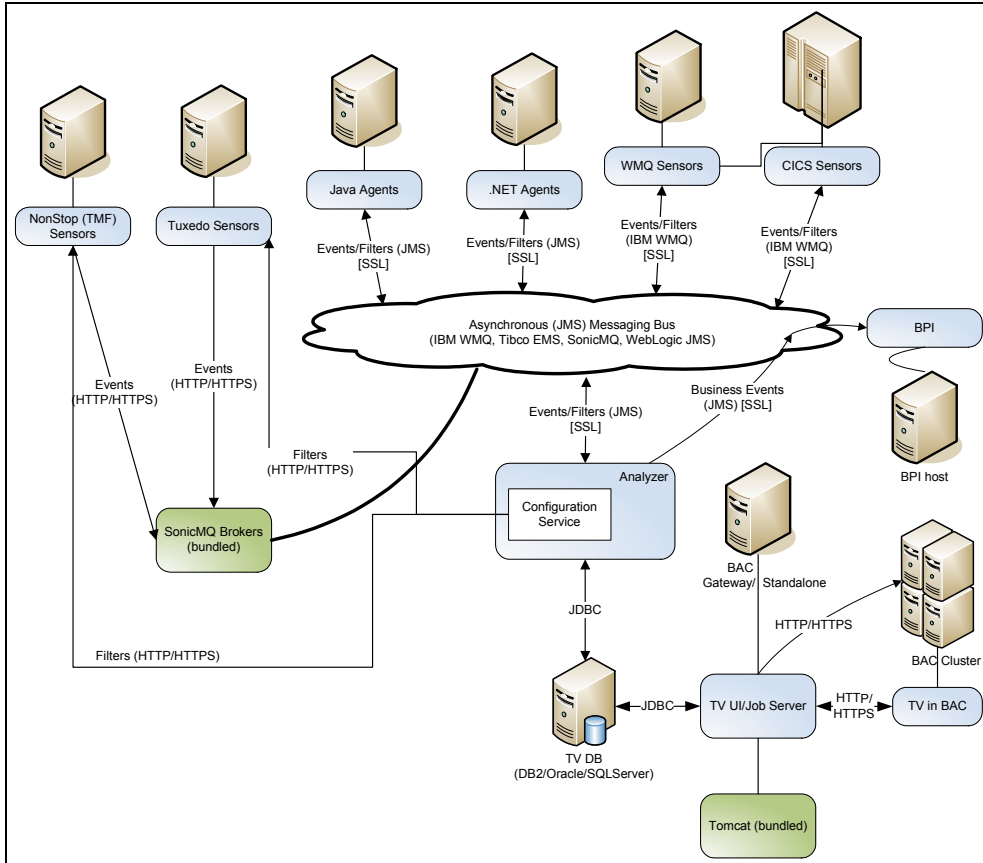 Java Agents
.NET Agents
WMQ Sensors
CICS Sensors
NonStop (TMF)
Sensors
Tuxedo Sensors
Events/Filters (JMS)
[SSL]
Events/Filters (JMS)
[SSL]
Events/Filters
(IBM WMQ)
[SSL]
Events/Filters
(IBM WMQ)
[SSL]
Asynchronous (JMS) Messaging Bus
(IBM WMQ, Tibco EMS, SonicMQ, WebLogic JMS)
BPI
BPI host
Events
(HTTP/HTTPS)
Events
(HTTP/HTTPS)
Events/Filters (JMS)
[SSL]
Business Events
(JMS) [SSL]
Filters
(HTTP/HTTPS)
Analyzer
Configuration
Service
SonicMQ Brokers
(bundled)
BAC
Gateway/ Standalone
JDBC
HTTP/HTTPS
BAC Cluster
Filters (HTTP/HTTPS)
JDBC
TV UI/Job Server
HTTP/
HTTPS
TV in BAC
TV DB
(DB2/Oracle/SQLServer)
Tomcat (bundled)